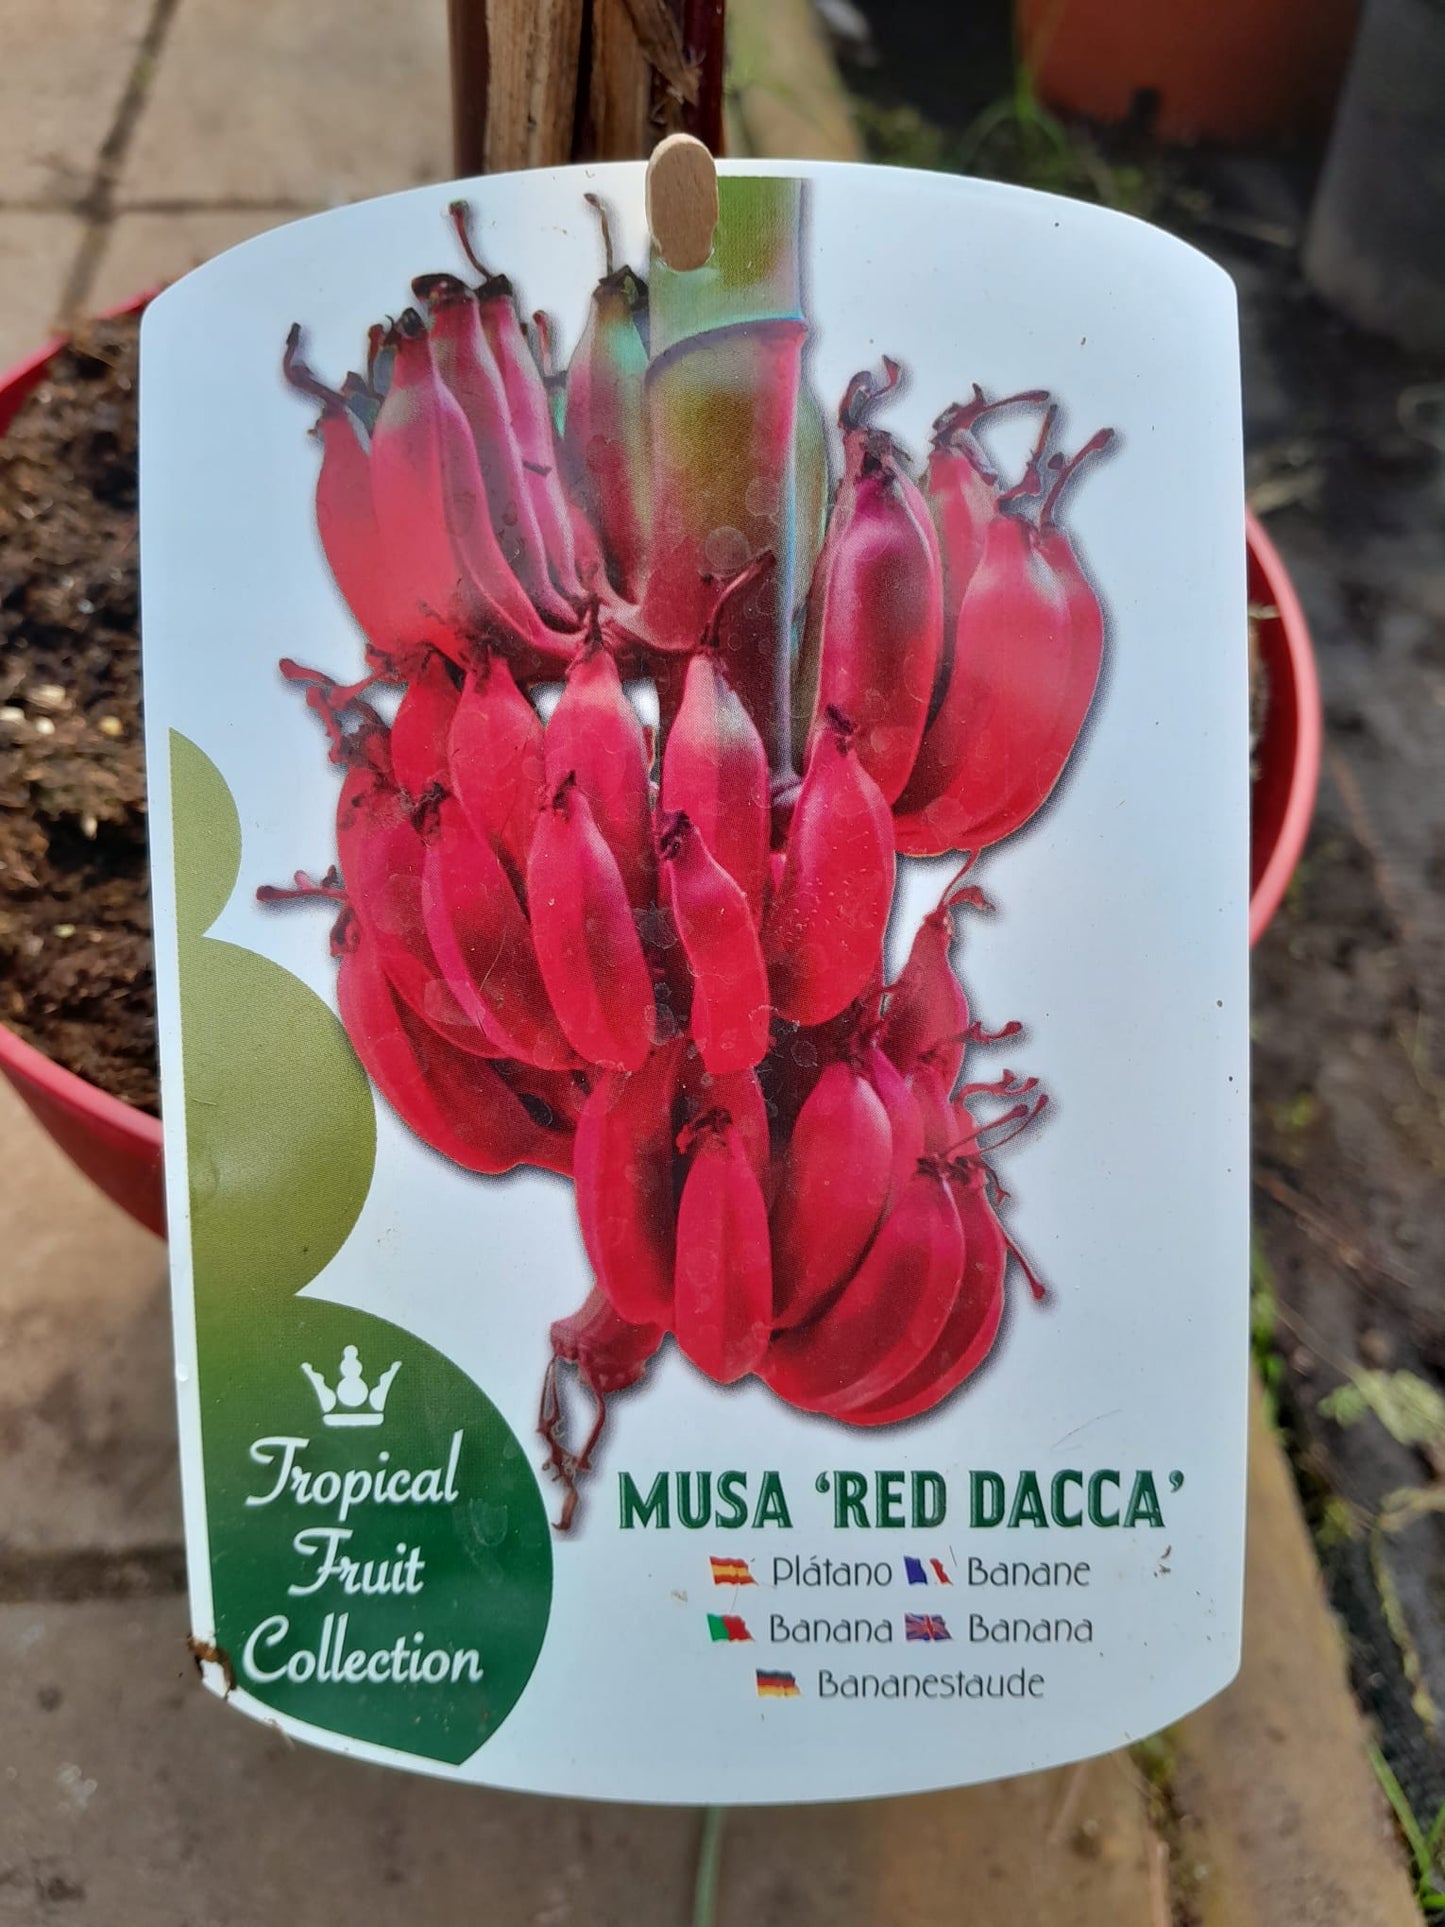 Tropical
Fruit
Collection
MUSA ‘RED DACCA’
Plátano Banane
Banana Banana
Bananestaude